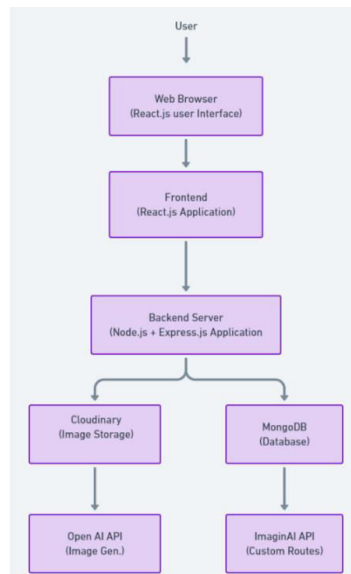 User
Web Browser
(React.js user Interface)
Frontend
(React.js Application)
Backend Server
(Node.js + Express.js Application
Cloudinary
(Image Storage)
MongoDB
(Database)
Open AI API
(Image Gen.)
ImaginAI API
(Custom Routes)